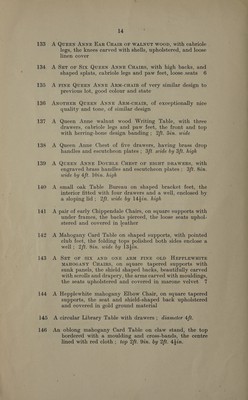 14
133 A QUEEN ANNE EAR CHAIR OF WALNUT WOOD, with cabriole
legs, the knees carved with shells, upholstered, and loose
linen cover
134 A SET OF SIX QUEEN ANNE CHAIRS, with high backs, and
shaped splats, cabriole legs and paw feet, loose seats 6
135 A FINE QUEEN ANNE ARM-CHAIR of very similar design to
previous lot, good colour and state
136 ANOTHER QUEEN ANNE ARM-CHAIR, of exceptionally nice
quality and tone, of similar design
137 A Queen Anne walnut wood Writing Table, with three
drawers, cabriole legs and paw feet, the front and top
with herring-bone design banding; 2ft. 8in. wide
138 A Queen Anne Chest of five drawers, having brass drop
handles and escutcheon plates; 3ft wide by 3ft. high
139 A QUEEN ANNE DOUBLE CHEST OF EIGHT DRAWERS, with
engraved brass handles and escutcheon plates; 3ft. 8in.
wide by 4ft. 10in. high
140 A small oak Table Bureau on shaped bracket feet, the
interior fitted with four drawers and a well, enclosed by
a sloping lid; 2ft. wide by 14½in. high
141 A pair of early Chippendale Chairs, on square supports with
under frames, the backs pierced, the loose seats uphol-
stered and covered in leather
142 A Mahogany Card Table on shaped supports, with pointed
club feet, the folding tops polished both sides enclose a
well; 2ft. 8in. wide by 13½in.
143 A SET OF SIX AND ONE ARM FINE OLD HEPPLEWHITE
MAHOGANY CHAIRS, on square tapered supports with
sunk panels, the shield shaped backs, beautifully carved
with scrolls and drapery, the arms carved with mouldings,
the seats upholstered and covered in maroon velvet 7
144 A Hepplewhite mahogany Elbow Chair, on square tapered
supports, the seat and shield-shaped back upholstered
and covered in gold ground material
145 A circular Library Table with drawers; diameter 4ft.
146 An oblong mahogany Card Table on claw stand, the top
bordered with a moulding and cross-bands, the centre
lined with red cloth; top 2ft. 9in. by 2ft. 4½in.